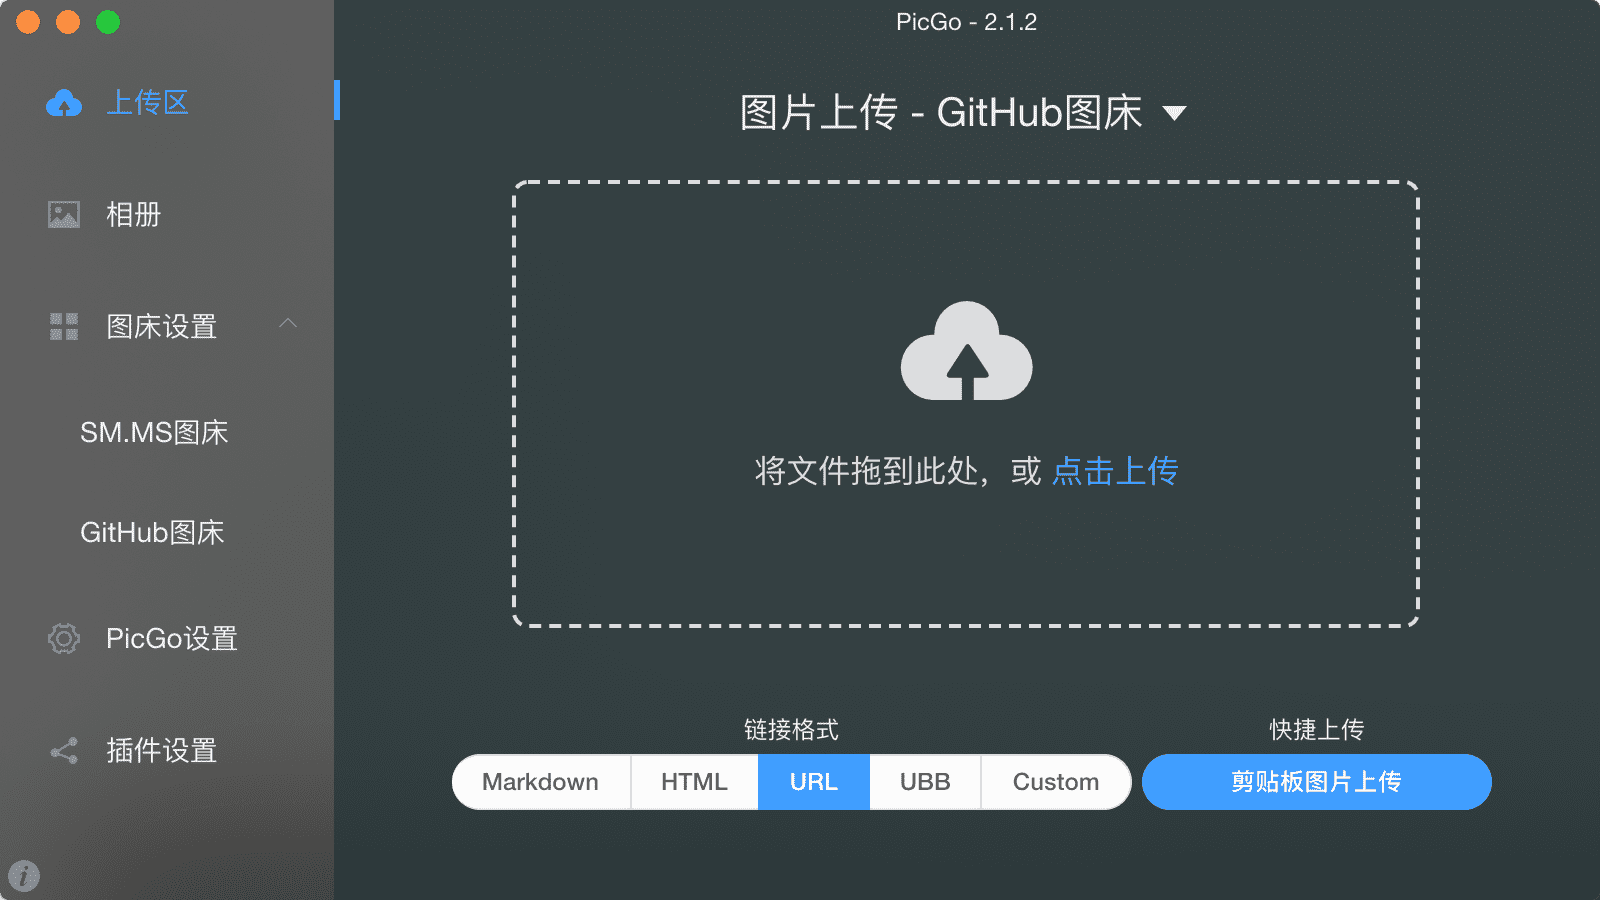 PicGo - 2.1.2
上传区
相册
图床设置
SM.MS图床
GitHub图床
PicGo设置
插件设置
图片上传 - GitHub图床
将文件拖到此处，或 点击上传
链接格式
Markdown
HTML
URL
UBB
Custom
快捷上传
剪贴板图片上传